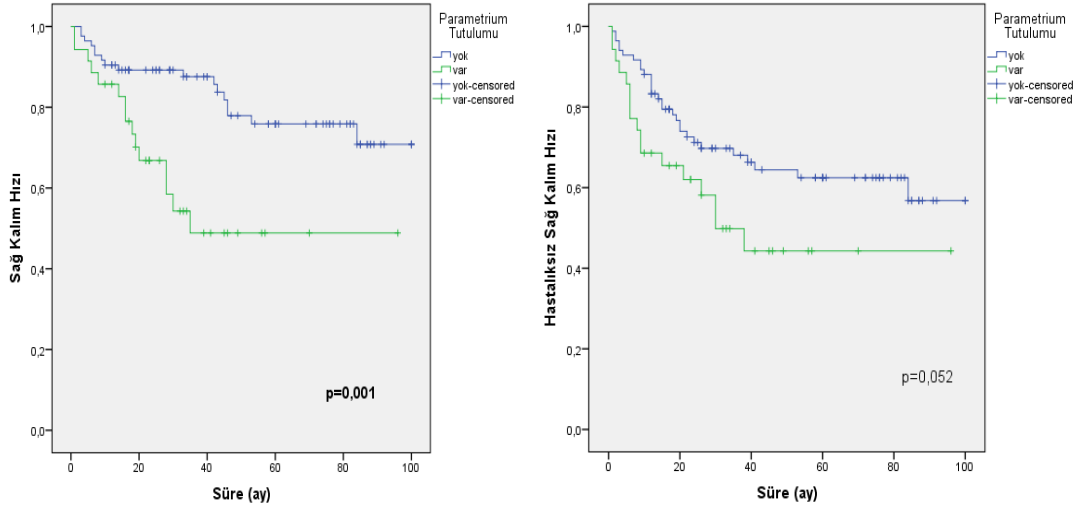 Parametrium
Tutulumu
yok
var
yok-censored
var-censored
1,0
0,8
0,6
0,4
0,2
0,0
Sağ Kalım Hızı
p=0,001
0 20 40 60 80 100
Süre (ay)
Parametrium
Tutulumu
yok
var
yok-censored
var-censored
1,0
0,8
0,6
0,4
0,2
0,0
Hastalıksız Sağ Kalım Hızı
p=0,052
0 20 40 60 80 100
Süre (ay)